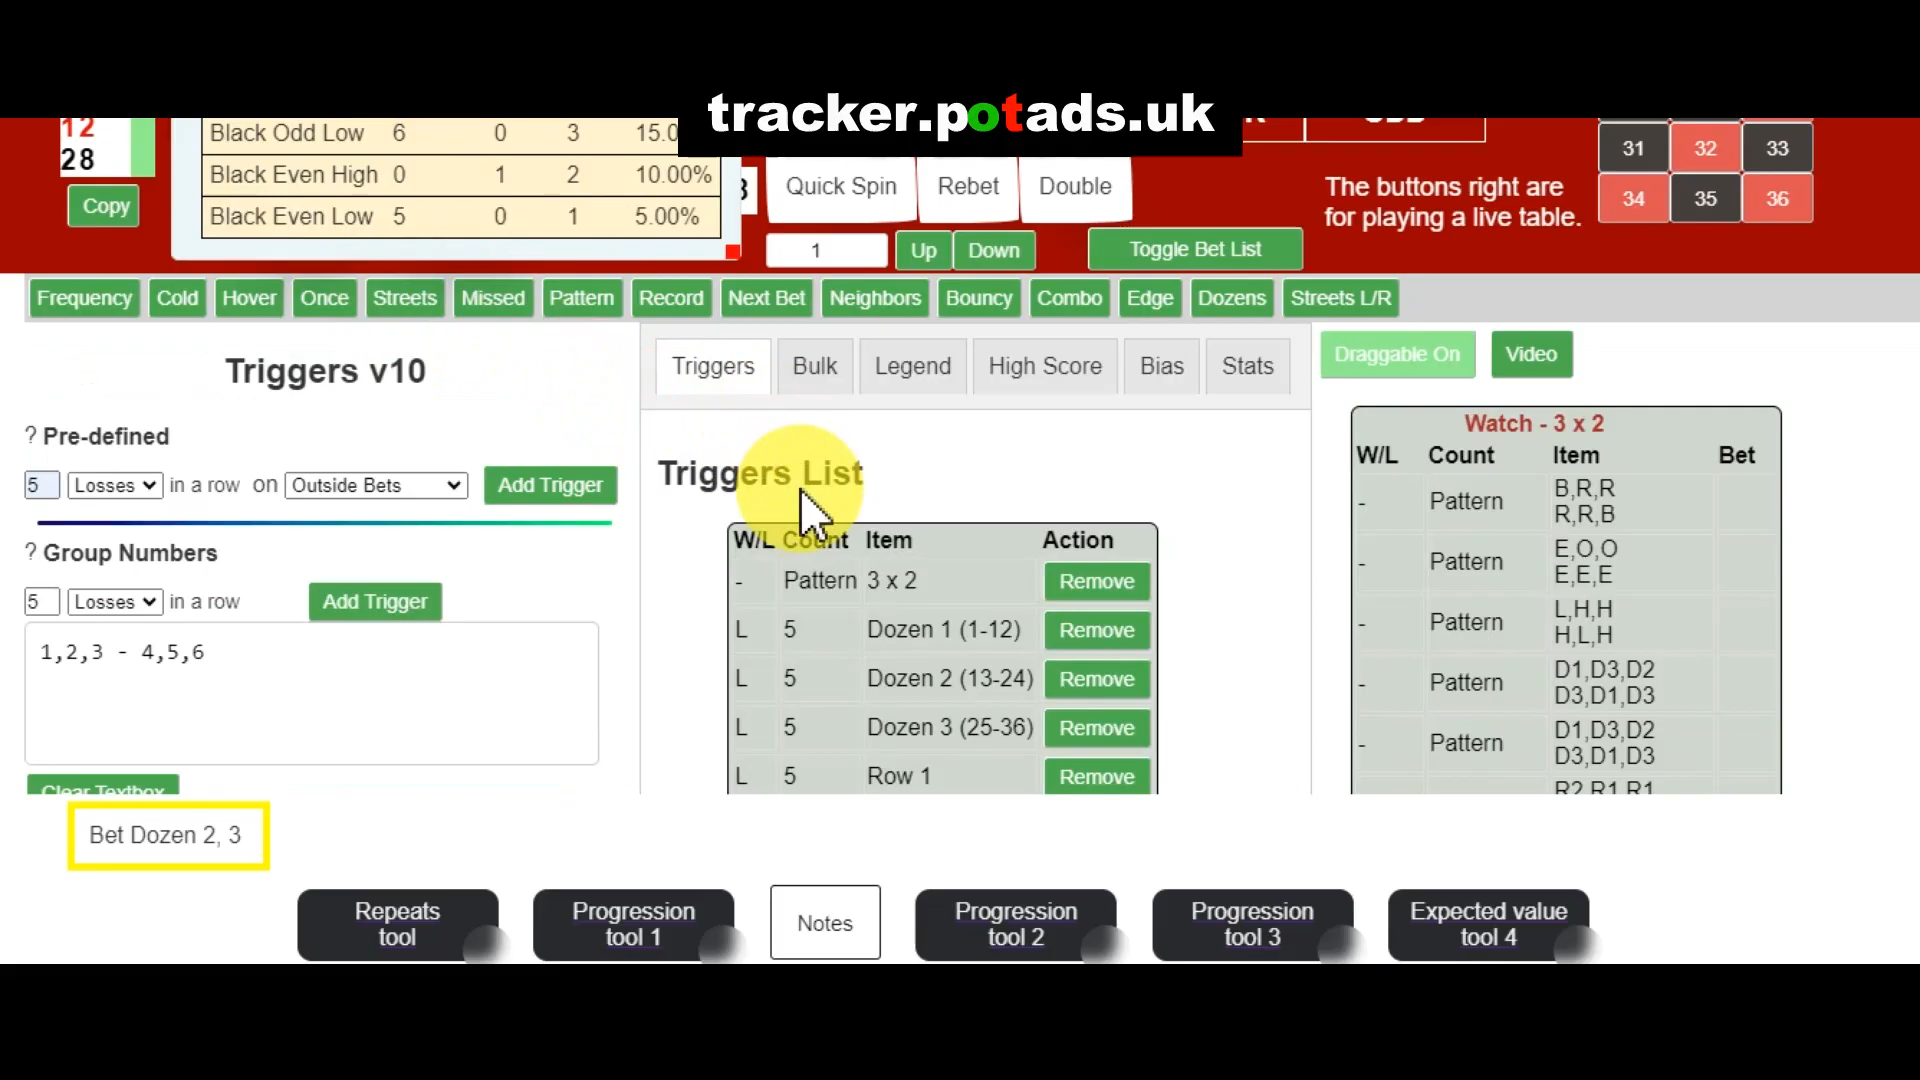 tracker.potads.uk
12
28
Copy
Black Odd Low 6 0 3 15.0
Black Even High 0 1 2 10.00%
Black Even Low 5 0 1 5.00%
Quick Spin Rebet Double
1 Up Down Toggle Bet List
The buttons right are
for playing a live table.
31 32 33
34 35 36
Frequency Cold Hover Once Streets Missed Pattern Record Next Bet Neighbors Bouncy Combo Edge Dozens Streets L/R
Triggers v10
? Pre-defined
5 Losses in a row on Outside Bets Add Trigger
? Group Numbers
5 Losses in a row Add Trigger
1,2,3 - 4,5,6
Clear Textbox
Bet Dozen 2, 3
Triggers Bulk Legend High Score Bias Stats
Triggers List
W/L Count Item Action
- Pattern 3 x 2 Remove
L 5 Dozen 1 (1-12) Remove
L 5 Dozen 2 (13-24) Remove
L 5 Dozen 3 (25-36) Remove
L 5 Row 1 Remove
Draggable On Video
Watch - 3 x 2
W/L Count Item Bet
- Pattern B,R,R
R,R,B
- Pattern E,O,O
E,E,E
- Pattern L,H,H
H,L,H
- Pattern D1,D3,D2
D3,D1,D3
- Pattern D1,D3,D2
D3,D1,D3
R2,R1,R1
Repeats
tool
Progression
tool 1
Notes
Progression
tool 2
Progression
tool 3
Expected value
tool 4